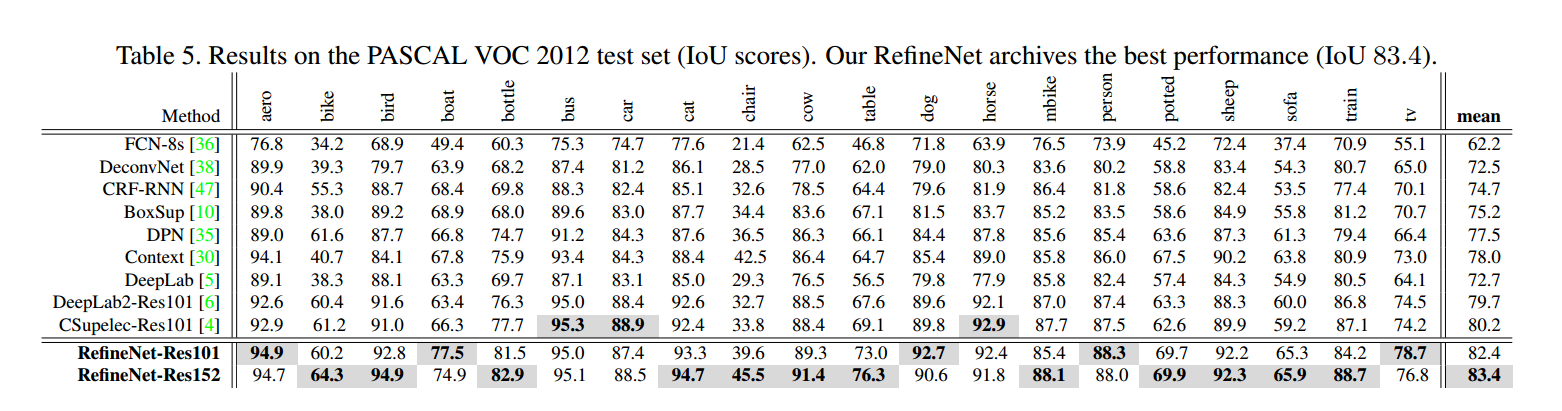 Table 5. Results on the PASCAL VOC 2012 test set (IoU scores). Our RefineNet archives the best performance (IoU 83.4).
Method aero bike bird boat bottle bus car cat chair cow table dog horse mbike person potted sheep sofa train tv mean
FCN-8s [36] 76.8 34.2 68.9 49.4 60.3 75.3 74.7 77.6 21.4 62.5 46.8 71.8 63.9 76.5 73.9 45.2 72.4 37.4 70.9 55.1 62.2
DeconvNet [38] 89.9 39.3 79.7 63.9 68.2 87.4 81.2 86.1 28.5 77.0 62.0 79.0 80.3 83.6 80.2 58.8 83.4 54.3 80.7 65.0 72.5
CRF-RNN [47] 90.4 55.3 88.7 68.4 69.8 88.3 82.4 85.1 32.6 78.5 64.4 79.6 81.9 86.4 81.8 58.6 82.4 53.5 77.4 70.1 74.7
BoxSup [10] 89.8 38.0 89.2 68.9 68.0 89.6 83.0 87.7 34.4 83.6 67.1 81.5 83.7 85.2 83.5 58.6 84.9 55.8 81.2 70.7 75.2
DPN [35] 89.0 61.6 87.7 66.8 74.7 91.2 84.3 87.6 36.5 86.3 66.1 84.4 87.8 85.6 85.4 63.6 87.3 61.3 79.4 66.4 77.5
Context [30] 94.1 40.7 84.1 67.8 75.9 93.4 84.3 88.4 42.5 86.4 64.7 85.4 89.0 85.8 86.0 67.5 90.2 63.8 80.9 73.0 78.0
DeepLab [5] 89.1 38.3 88.1 63.3 69.7 87.1 83.1 85.0 29.3 76.5 56.5 79.8 77.9 85.8 82.4 57.4 84.3 54.9 80.5 64.1 72.7
DeepLab2-Res101 [6] 92.6 60.4 91.6 63.4 76.3 95.0 88.4 92.6 32.7 88.5 67.6 89.6 92.1 87.0 87.4 63.3 88.3 60.0 86.8 74.5 79.7
CSupelec-Res101 [4] 92.9 61.2 91.0 66.3 77.7 95.3 88.9 92.4 33.8 88.4 69.1 89.8 92.9 87.7 87.5 62.6 89.9 59.2 87.1 74.2 80.2
RefineNet-Res101 94.9 60.2 92.8 77.5 81.5 95.0 87.4 93.3 39.6 89.3 73.0 92.7 92.4 85.4 88.3 69.7 92.2 65.3 84.2 78.7 82.4
RefineNet-Res152 94.7 64.3 94.9 74.9 82.9 95.1 88.5 94.7 45.5 91.4 76.3 90.6 91.8 88.1 88.0 69.9 92.3 65.9 88.7 76.8 83.4